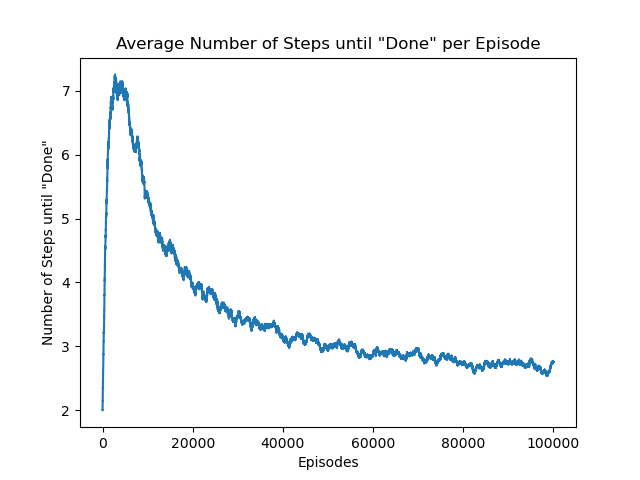 Average Number of Steps until "Done" per Episode
Number of Steps until "Done"
7
6
5
4
3
2
0 20000 40000 60000 80000 100000
Episodes